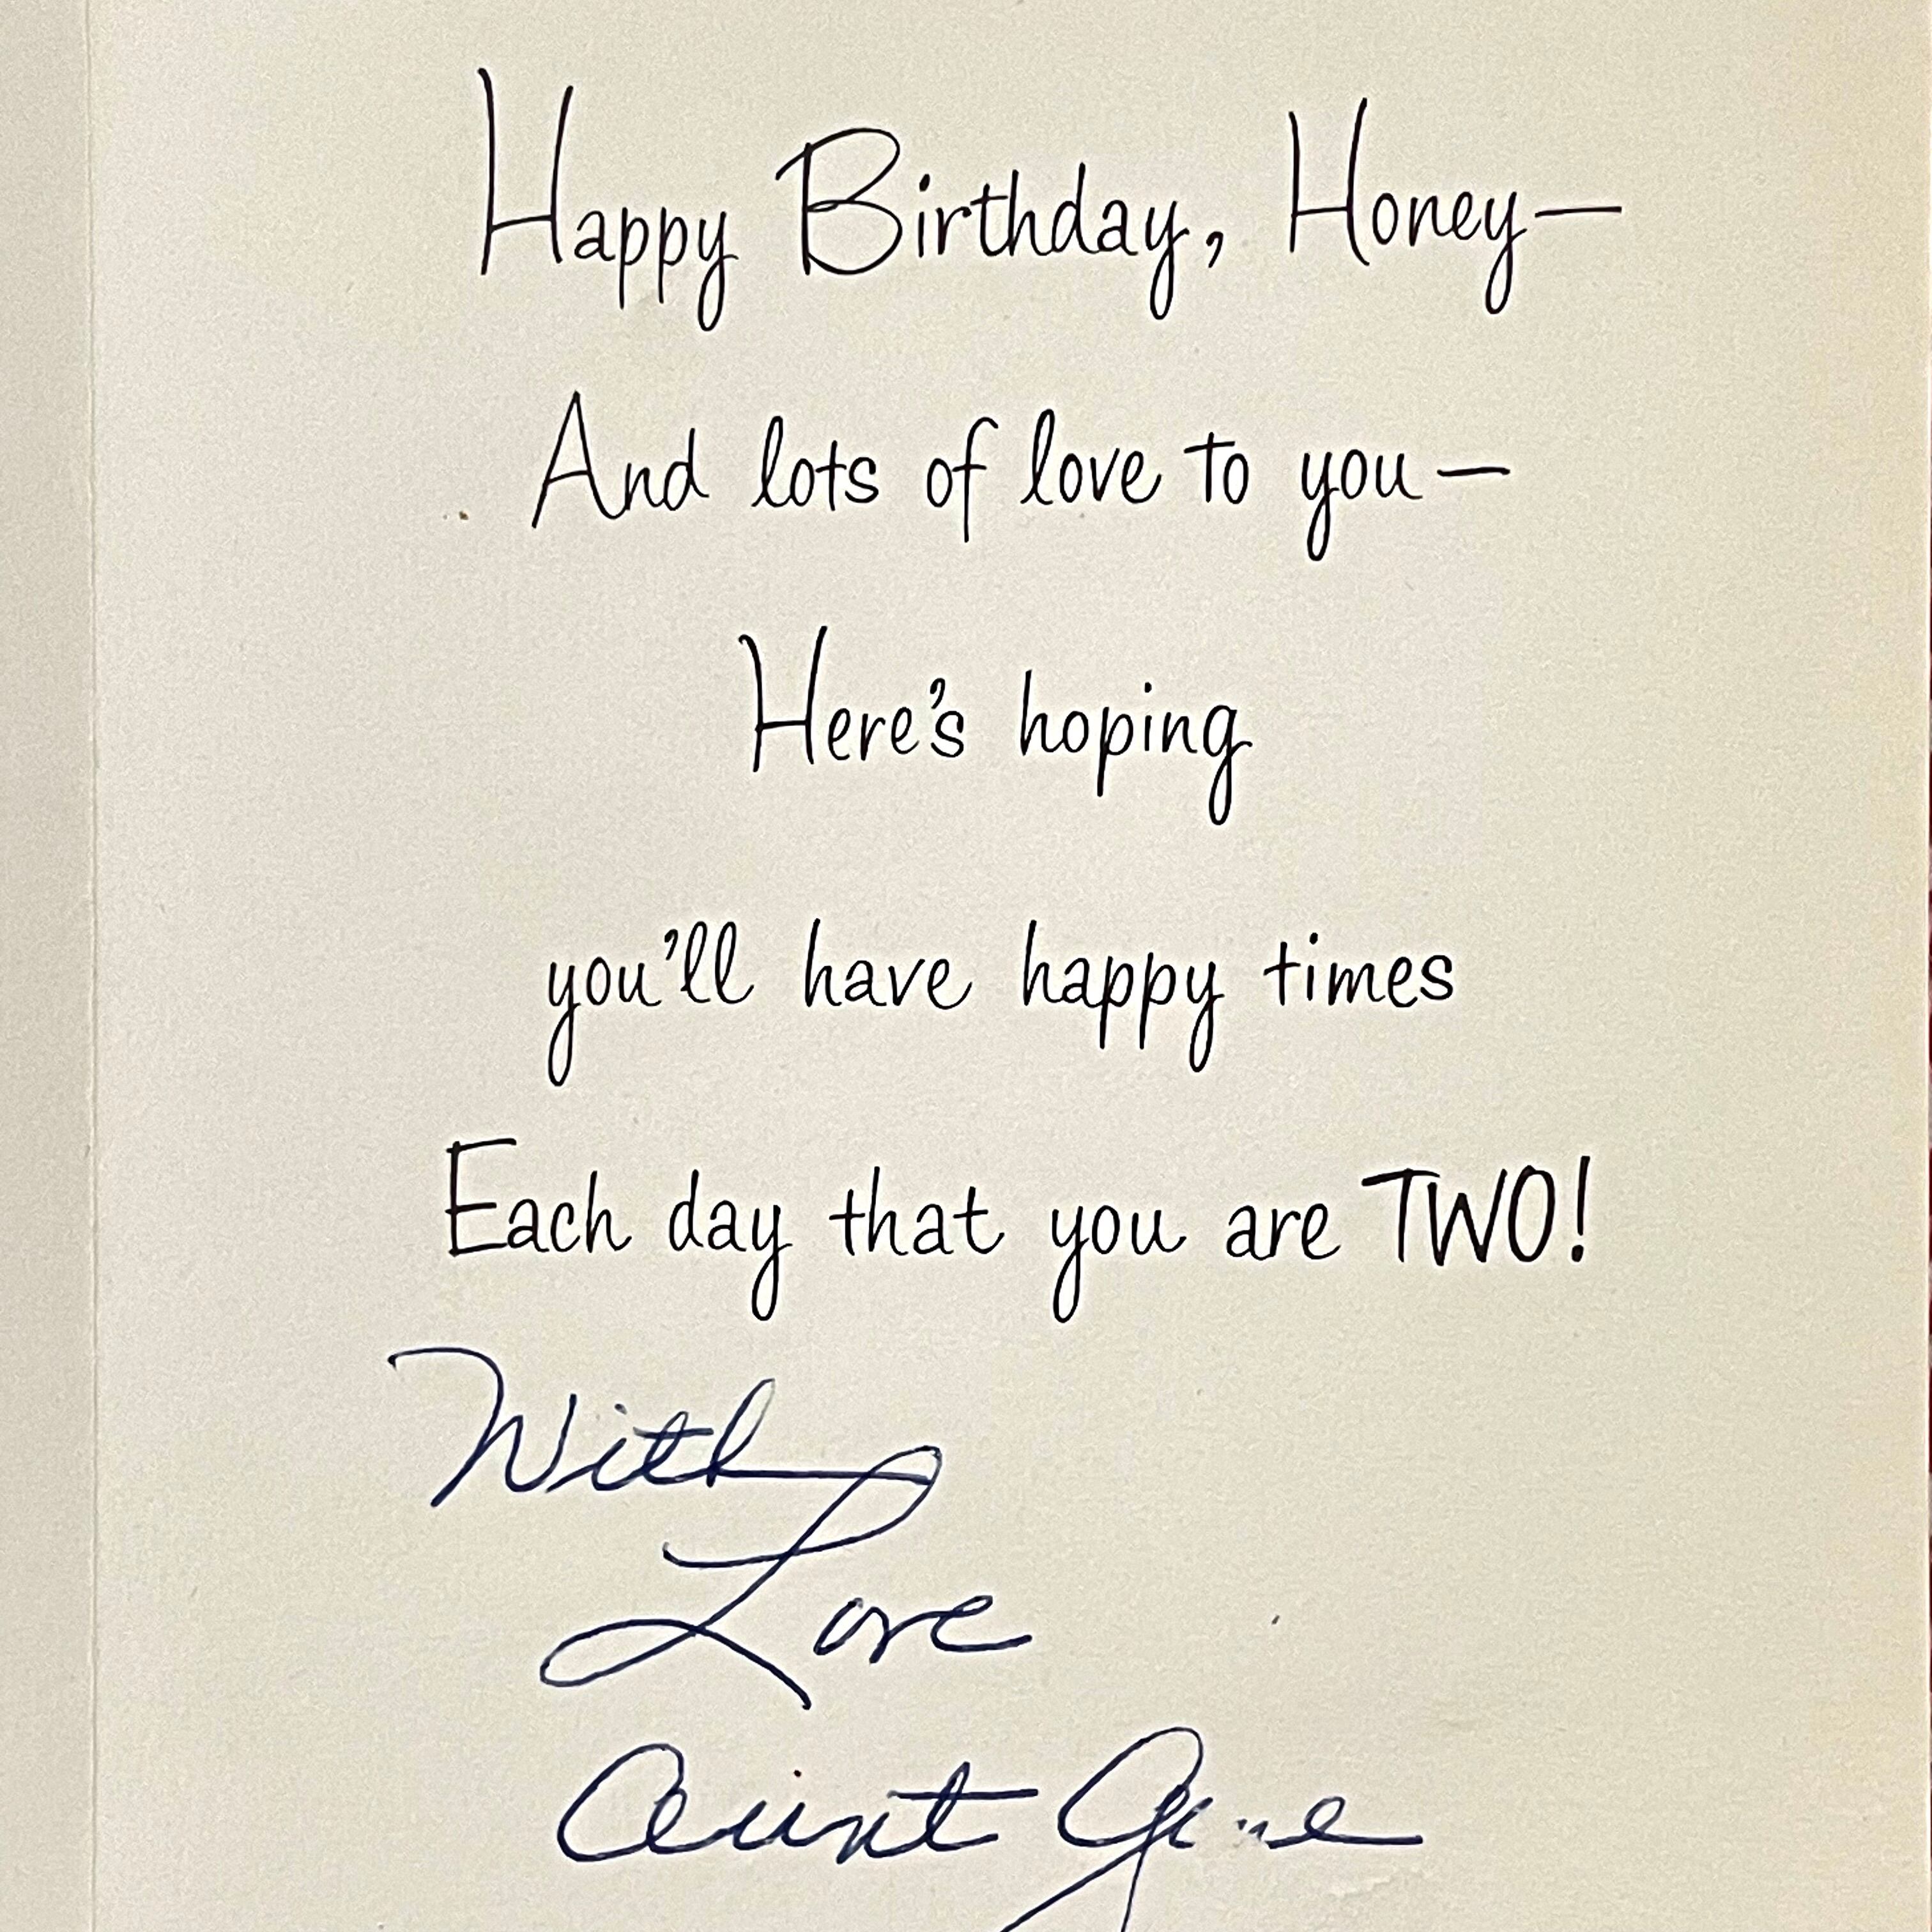 Happy Birthday, Honey—
And lots of love to you—
Here's hoping
you'll have happy times
Each day that you are TWO!
With
Love
Aunt